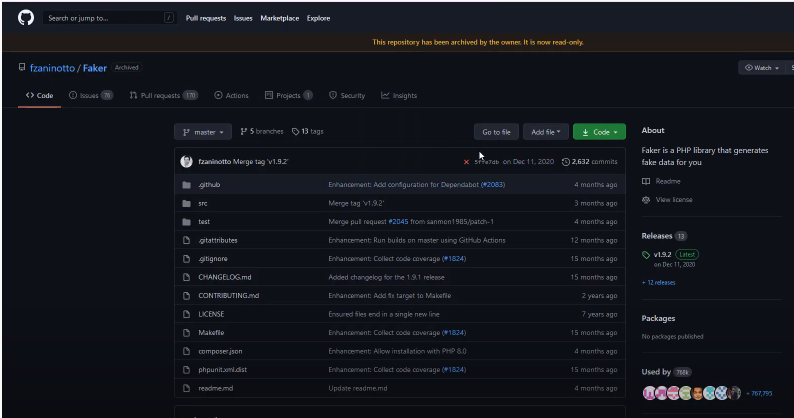 Search or jump to... / Pull requests Issues Marketplace Explore
This repository has been archived by the owner. It is now read-only.
fzaninotto / Faker Archived Watch
Code Issues 76 Pull requests 170 Actions Projects 3 Security Insights
master 5 branches 13 tags Go to file Add file Code
fzaninotto Merge tag 'v1.9.2' on Dec 11, 2020 2,632 commits
.github Enhancement: Add configuration for Dependabot (#2083) 4 months ago
src Merge tag 'v1.9.2' 3 months ago
test Merge pull request #2045 from sanmon1985/patch-1 4 months ago
.gitattributes Enhancement: Run builds on master using GitHub Actions 12 months ago
.gitignore Enhancement: Collect code coverage (#1824) 15 months ago
CHANGELOG.md Added changelog for the 1.9.1 release 15 months ago
CONTRIBUTING.md Enhancement: Add fix target to Makefile 2 years ago
LICENSE Ensured files end in a single new line 7 years ago
Makefile Enhancement: Collect code coverage (#1824) 15 months ago
composer.json Enhancement: Allow installation with PHP 8.0 4 months ago
phpunit.xml.dist Enhancement: Collect code coverage (#1824) 15 months ago
readme.md Update readme.md 4 months ago
About
Faker is a PHP library that generates
fake data for you
Readme
View license
Releases 13
v1.9.2 Latest
on Dec 11, 2020
+ 12 releases
Packages
No packages published
Used by 768k
+ 767,795